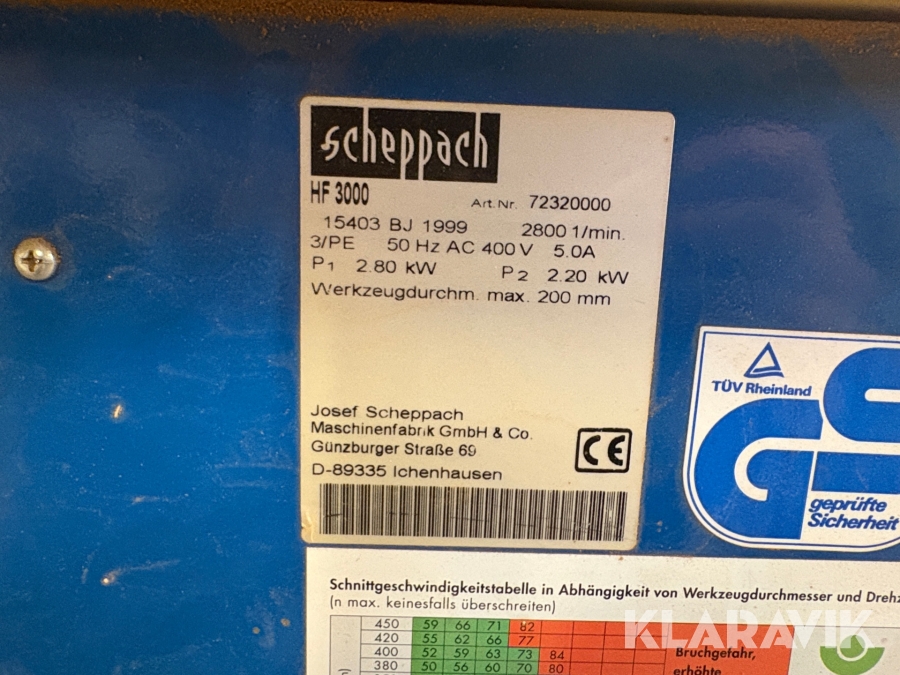 scheppach
HF 3000 Art.Nr. 72320000
15403 BJ 1999 2800 1/min.
3/PE 50 Hz AC 400 V 5.0A
P1 2.80 kW P2 2.20 kW
Werkzeugdurchm. max. 200 mm
Josef Scheppach
Maschinenfabrik GmbH & Co.
Günzburger Straße 69
D-89335 Ichenhausen
CE
TÜV Rheinland
GS
geprüfte
Sicherheit
Schnittgeschwindigkeitstabelle in Abhängigkeit von Werkzeugdurchmesser und Drehz
(n max. keinesfalls überschreiten)
450 59 66 71 82
420 55 62 66 77
400 52 59 63 73 84 Bruchgefahr,
380 50 56 60 70 80 erhöhte
KLARAVIK